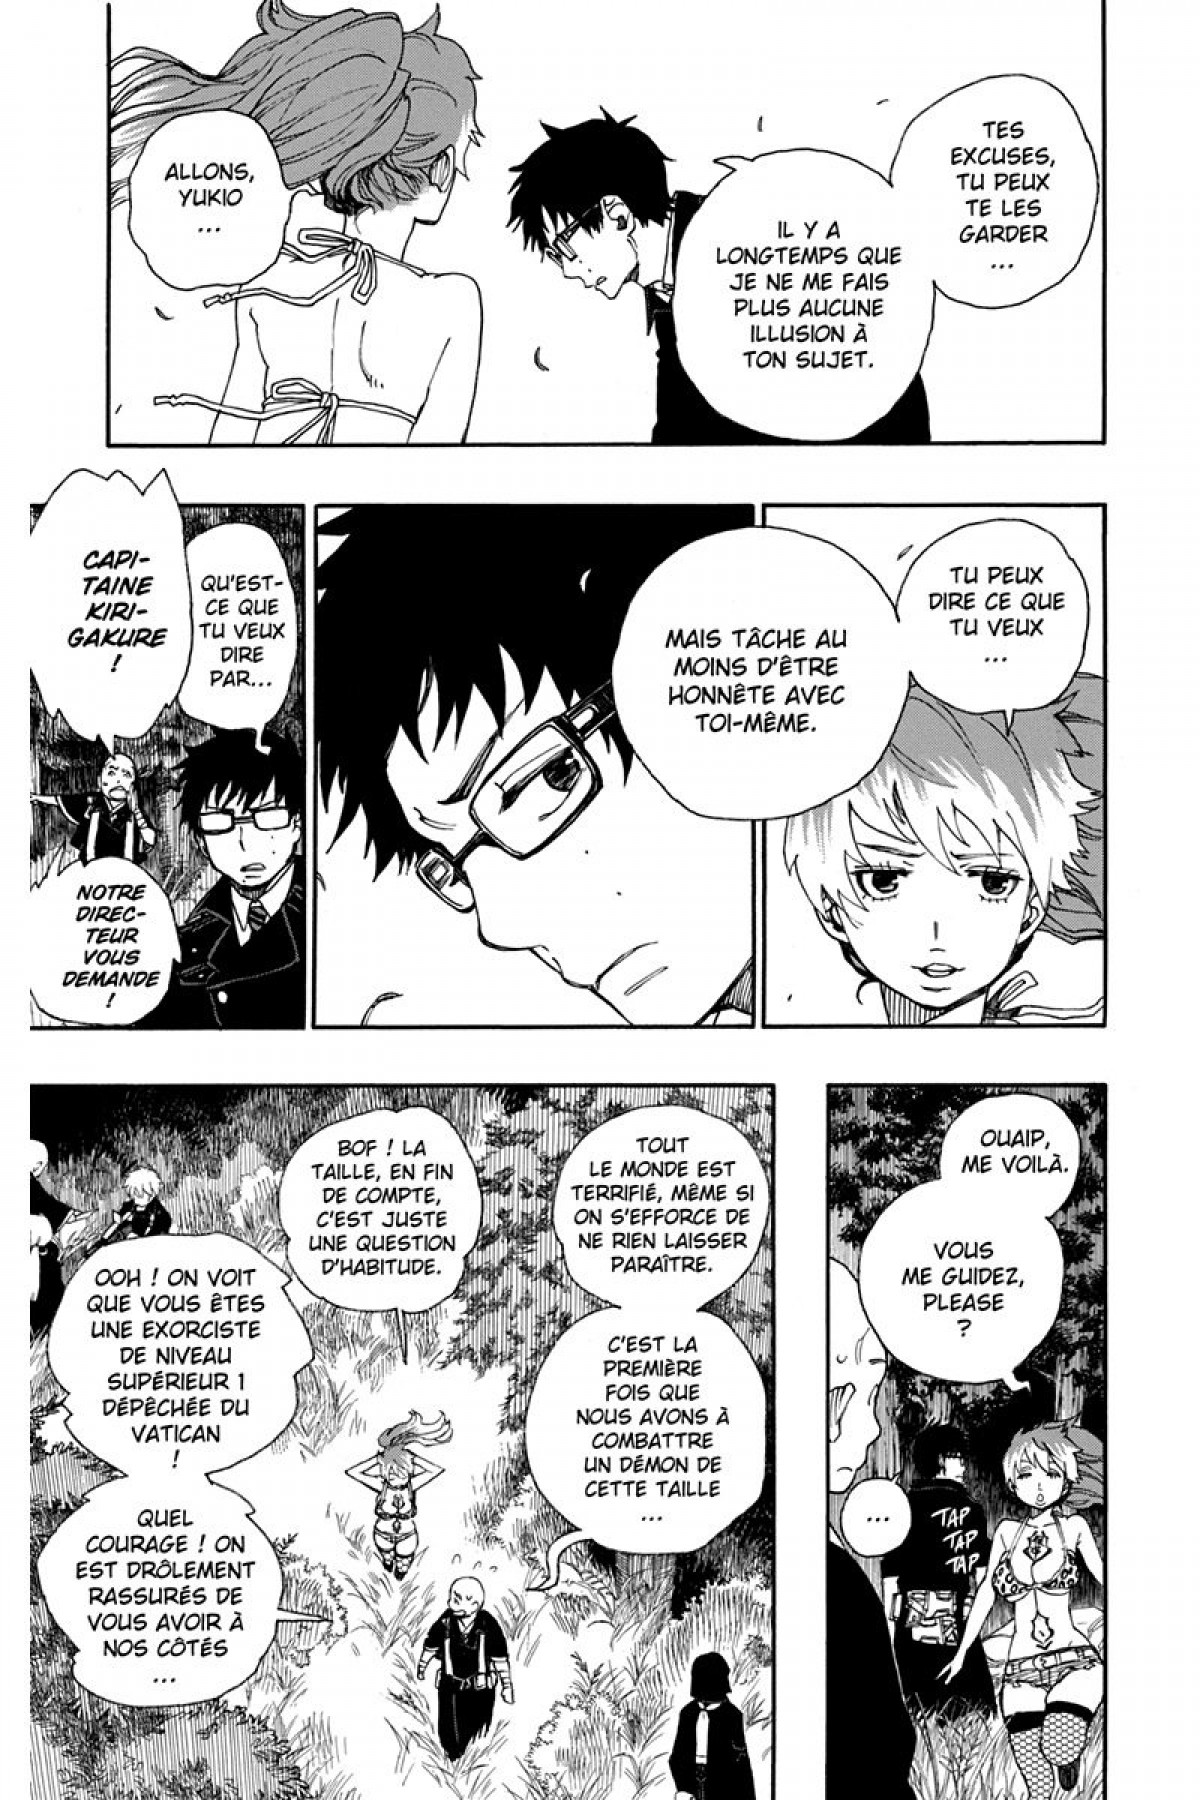 TES
EXCUSES,
TU PEUX
TE LES
GARDER
...
IL Y A
LONGTEMPS QUE
JE NE ME FAIS
PLUS AUCUNE
ILLUSION À
TON SUJET.
ALLONS,
YUKIO
...
TU PEUX
DIRE CE QUE
TU VEUX
...
MAIS TÂCHE AU
MOINS D'ÊTRE
HONNÊTE AVEC
TOI-MÊME.
QU'EST-
CE QUE
TU VEUX
DIRE
PAR...
CAPI-
TAINE
KIRI-
GAKURE
!
NOTRE
DIREC-
TEUR
VOUS
DEMANDE
!
OUAIP,
ME VOILÀ.
VOUS
ME GUIDEZ,
PLEASE
?
...
TAP
TAP
TAP
TOUT
LE MONDE EST
TERRIFIÉ, MÊME SI
ON S'EFFORCE DE
NE RIEN LAISSER
PARAÎTRE.
C'EST LA
PREMIÈRE
FOIS QUE
NOUS AVONS À
COMBATTRE
UN DÉMON DE
CETTE TAILLE
...
BOF ! LA
TAILLE, EN FIN
DE COMPTE,
C'EST JUSTE
UNE QUESTION
D'HABITUDE.
OOH ! ON VOIT
QUE VOUS ÊTES
UNE EXORCISTE
DE NIVEAU
SUPÉRIEUR 1
DÉPÊCHÉE DU
VATICAN
!
QUEL
COURAGE ! ON
EST DRÔLEMENT
RASSURÉS DE
VOUS AVOIR À
NOS CÔTÉS
...